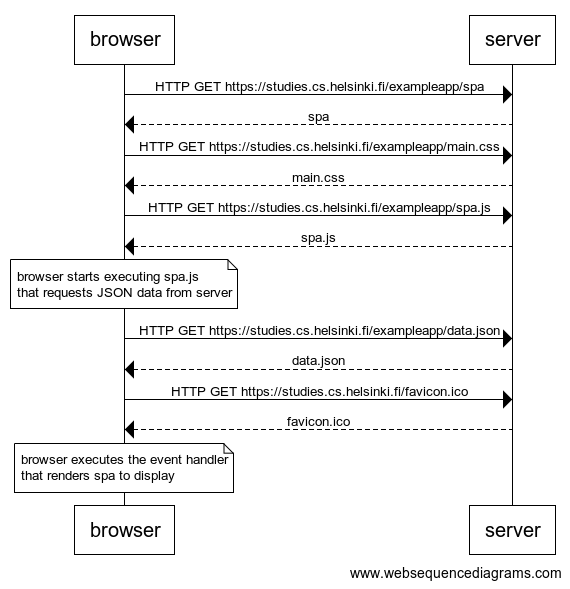 browser
server
HTTP GET https://studies.cs.helsinki.fi/exampleapp/spa
spa
HTTP GET https://studies.cs.helsinki.fi/exampleapp/main.css
main.css
HTTP GET https://studies.cs.helsinki.fi/exampleapp/spa.js
spa.js
browser starts executing spa.js
that requests JSON data from server
HTTP GET https://studies.cs.helsinki.fi/exampleapp/data.json
data.json
HTTP GET https://studies.cs.helsinki.fi/favicon.ico
favicon.ico
browser executes the event handler
that renders spa to display
browser
server
www.websequencediagrams.com